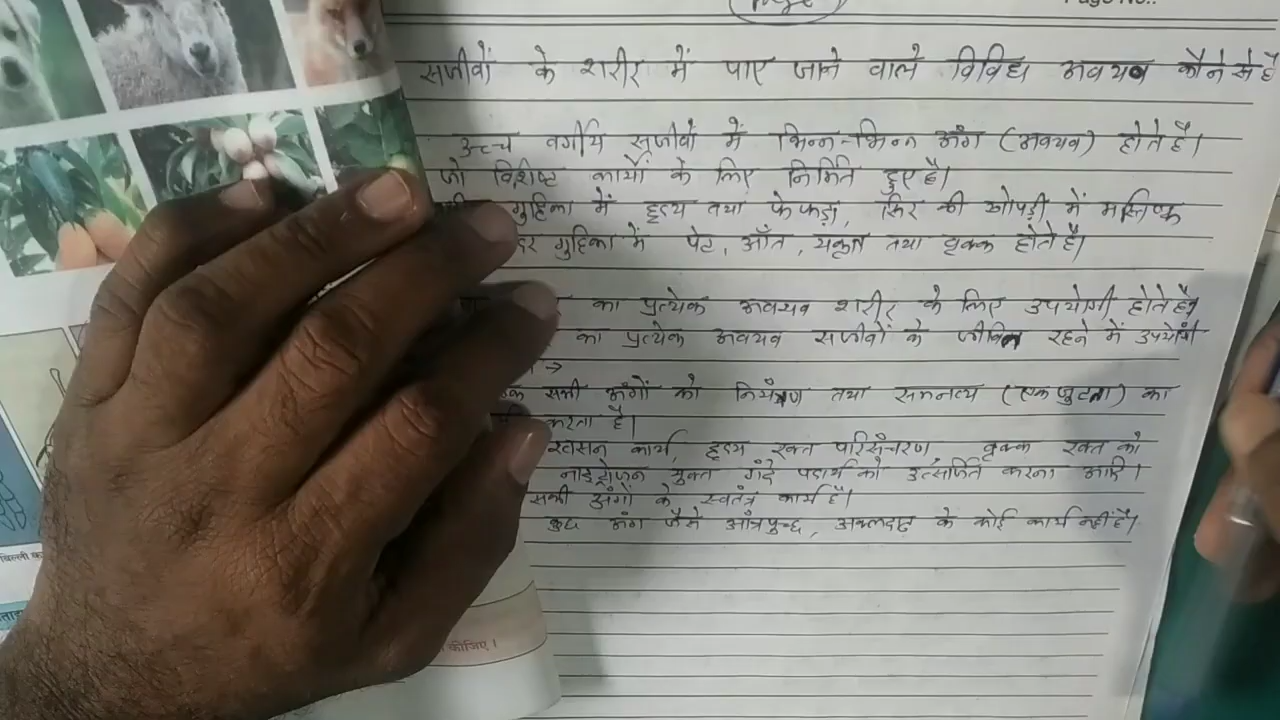 Page No.:
सजीवों के शरीर में पाए जाने वाले विविध अवयव कौन से है
उच्च वर्गीय सजीवों में भिन्न-भिन्न अंग (अवयव) होते है।
जो विशिष्ट कार्यो के लिए निर्मित हुए है।
गुहिका में हृदय तथा फेफड़ा, सिर की खोपड़ी में मस्तिष्क
गुहिका में पेट, आँत, यकृत तथा वृक्क होते है।
का प्रत्येक अवयव शरीर के लिए उपयोगी होते है।
का प्रत्येक अवयव सजीवों के जीवित रहने में उपयोगी
→
सभी अंगों को नियंत्रण तथा समन्वय (एकजुटता) का
करता है।
श्वसन कार्य, हृदय रक्त परिसंचरण वृक्क रक्त को
नाइट्रोजन युक्त गंदे पदार्थ को उत्सर्जित करना आदि।
सभी अंगों के स्वतंत्र कार्य है।
कुछ अंग जैसे आँत्रपुच्छ, अक्लदाढ़ के कोई कार्य नहीं है।
कीजिए।